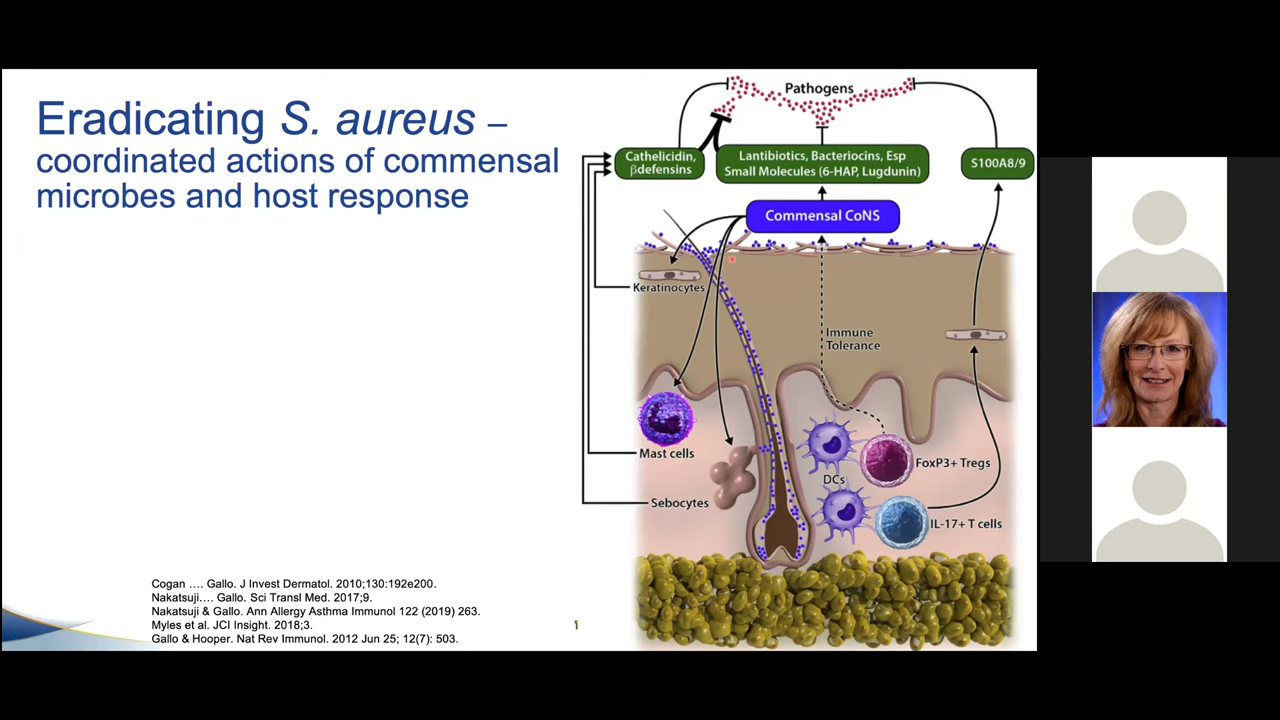 Eradicating S. aureus –
coordinated actions of commensal
microbes and host response
Pathogens
Cathelicidin,
βdefensins
Lantibiotics, Bacteriocins, Esp
Small Molecules (6-HAP, Lugdunin)
S100A8/9
Commensal CoNS
Keratinocytes
Immune
Tolerance
Mast cells
FoxP3+ Tregs
DCs
Sebocytes
IL-17+ T cells
Cogan .... Gallo. J Invest Dermatol. 2010;130:192e200.
Nakatsuji.... Gallo. Sci Transl Med. 2017;9.
Nakatsuji & Gallo. Ann Allergy Asthma Immunol 122 (2019) 263.
Myles et al. JCI Insight. 2018;3.
Gallo & Hooper. Nat Rev Immunol. 2012 Jun 25; 12(7): 503.